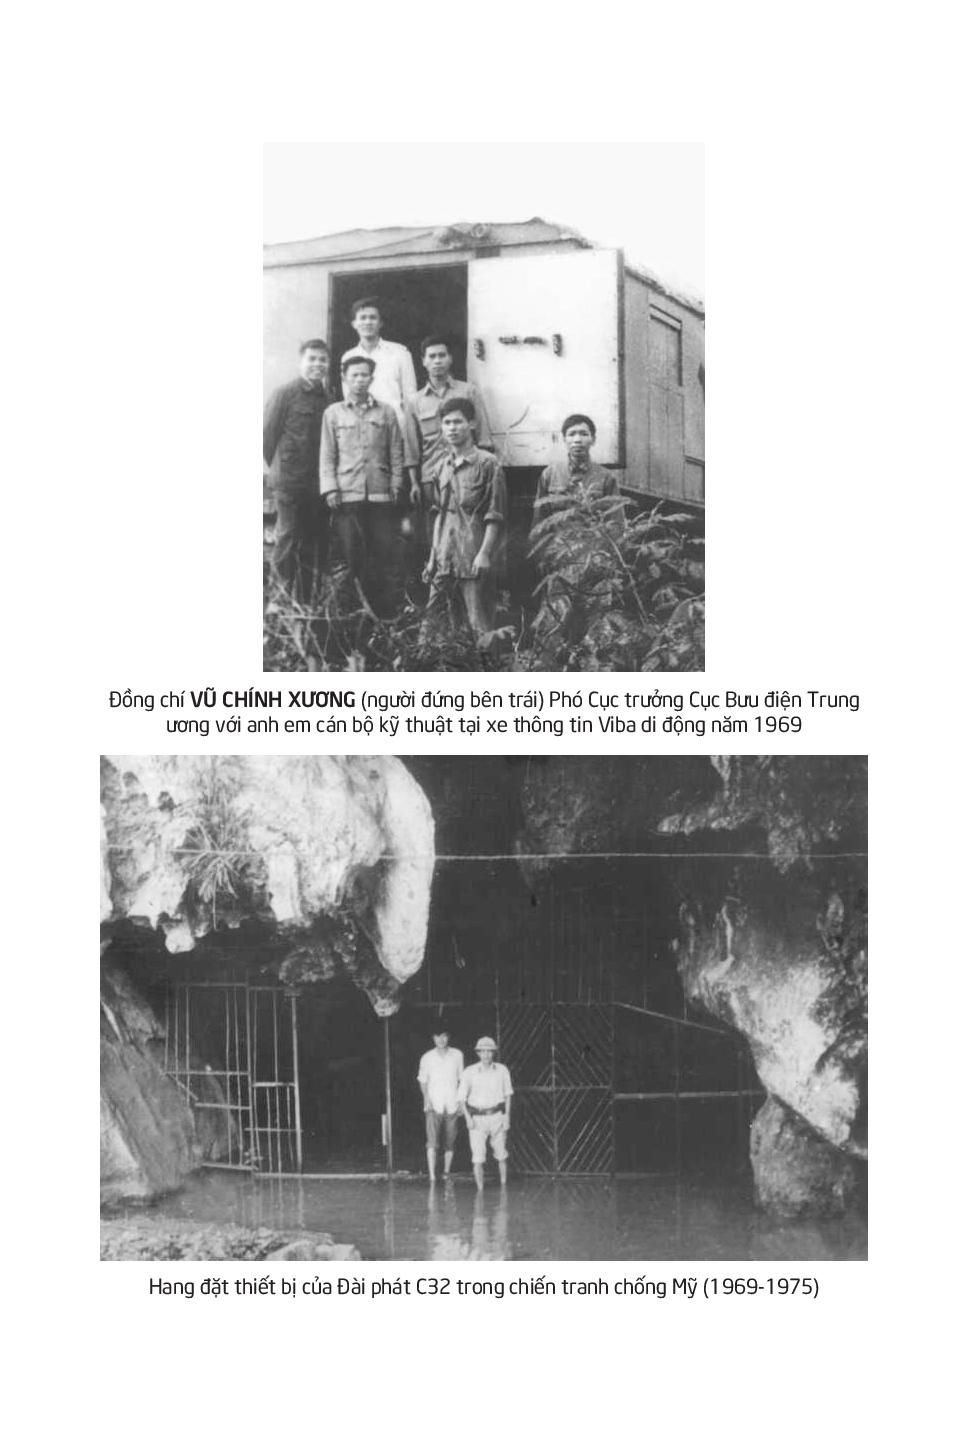 Đồng chí VŨ CHÍNH XƯƠNG (người đứng bên trái) Phó Cục trưởng Cục Bưu điện Trung
ương với anh em cán bộ kỹ thuật tại xe thông tin Viba di động năm 1969
Hang đặt thiết bị của Đài phát C32 trong chiến tranh chống Mỹ (1969-1975)